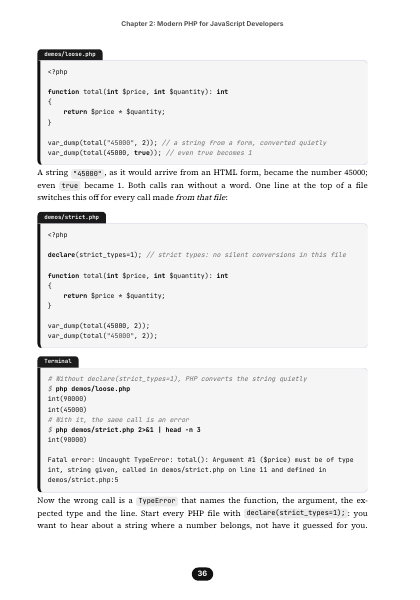 Chapter 2: Modern PHP for JavaScript Developers
demos/loose.php
<?php
function total(int $price, int $quantity): int
{
    return $price * $quantity;
}
var_dump(total("45000", 2)); // a string from a form, converted quietly
var_dump(total(45000, true)); // even true becomes 1
A string "45000", as it would arrive from an HTML form, became the number 45000;
even true became 1. Both calls ran without a word. One line at the top of a file
switches this off for every call made from that file:
demos/strict.php
<?php
declare(strict_types=1); // strict types: no silent conversions in this file
function total(int $price, int $quantity): int
{
    return $price * $quantity;
}
var_dump(total(45000, 2));
var_dump(total("45000", 2));
Terminal
# Without declare(strict_types=1), PHP converts the string quietly
$ php demos/loose.php
int(90000)
int(45000)
# With it, the same call is an error
$ php demos/strict.php 2>&1 | head -n 3
int(90000)
Fatal error: Uncaught TypeError: total(): Argument #1 ($price) must be of type
int, string given, called in demos/strict.php on line 11 and defined in
demos/strict.php:5
Now the wrong call is a TypeError that names the function, the argument, the ex-
pected type and the line. Start every PHP file with declare(strict_types=1);: you
want to hear about a string where a number belongs, not have it guessed for you.
36